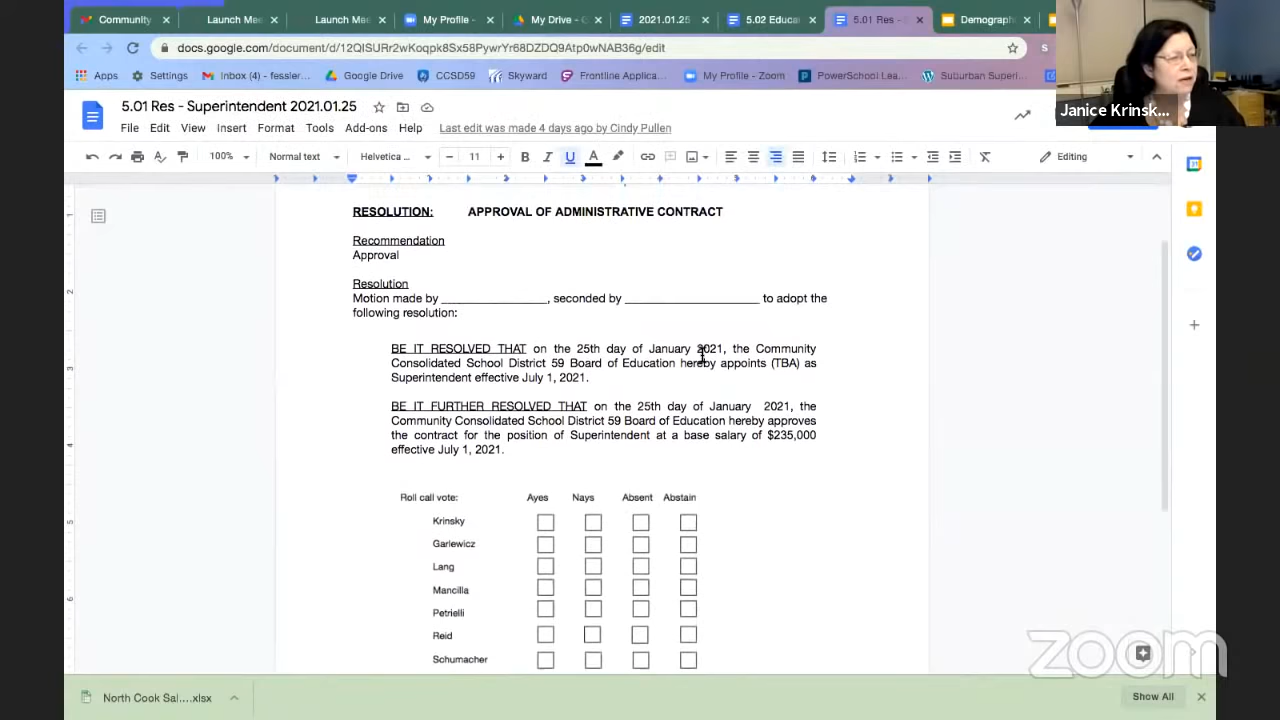 Community
Launch Mee
Launch Mee
My Profile -
My Drive - G
2021.01.25
5.02 Educa
5.01 Res -
Demograph
docs.google.com/document/d/12QISURr2wKoqpk8Sx58PywrYr68DZDQ9Atp0wNAB36g/edit
Apps
Settings
Inbox (4) - fessler...
Google Drive
CCSD59
Skyward
Frontline Applica...
My Profile - Zoom
PowerSchool Lea...
Suburban Superi...
Janice Krinsk...
5.01 Res - Superintendent 2021.01.25
File Edit View Insert Format Tools Add-ons Help Last edit was made 4 days ago by Cindy Pullen
100% Normal text Helvetica ... − 11 + B I U A Editing
RESOLUTION: APPROVAL OF ADMINISTRATIVE CONTRACT
Recommendation
Approval
Resolution
Motion made by __________________, seconded by ______________________ to adopt the
following resolution:
BE IT RESOLVED THAT on the 25th day of January 2021, the Community
Consolidated School District 59 Board of Education hereby appoints (TBA) as
Superintendent effective July 1, 2021.
BE IT FURTHER RESOLVED THAT on the 25th day of January 2021, the
Community Consolidated School District 59 Board of Education hereby approves
the contract for the position of Superintendent at a base salary of $235,000
effective July 1, 2021.
Roll call vote: Ayes Nays Absent Abstain
Krinsky
Garlewicz
Lang
Mancilla
Petrielli
Reid
Schumacher
zoom
North Cook Sal....xlsx
Show All